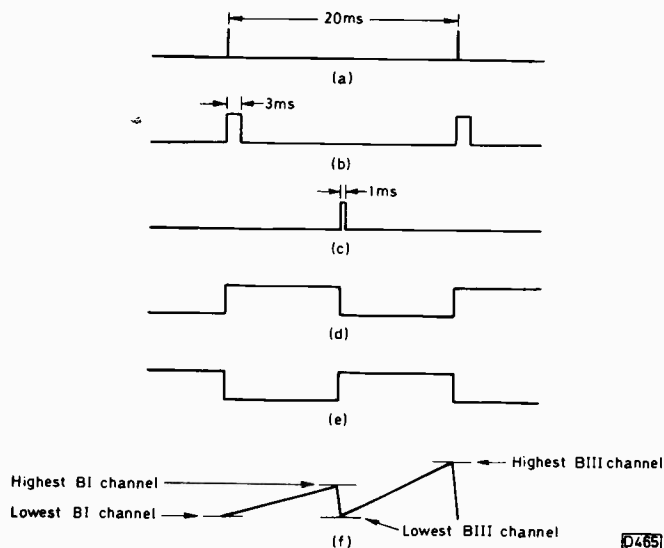 20ms
(a)
3ms
(b)
1ms
(c)
(d)
(e)
Highest BI channel
Highest BIII channel
Lowest BI channel
Lowest BIII channel
(f)
D465